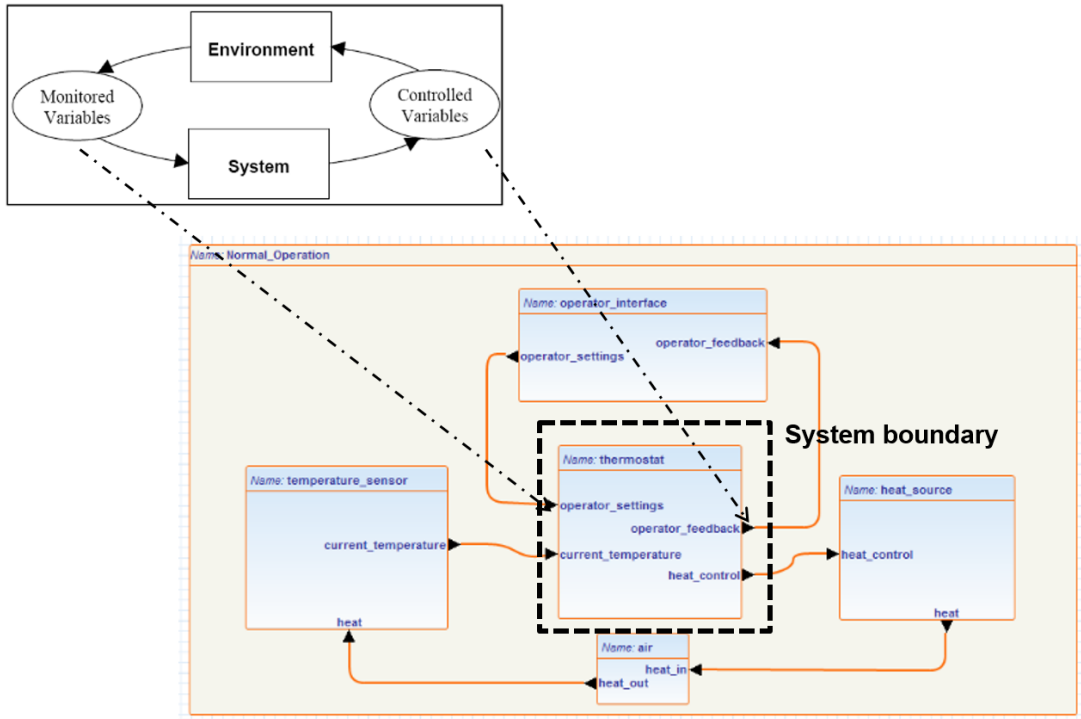 Environment
Monitored
Variables
Controlled
Variables
System
Name: Normal_Operation
Name: operator_interface
operator_feedback
operator_settings
System boundary
Name: thermostat
Name: temperature_sensor
Name: heat_source
operator_settings
operator_feedback
current_temperature
current_temperature
heat_control
heat_control
heat
heat
Name: air
heat_in
heat_out